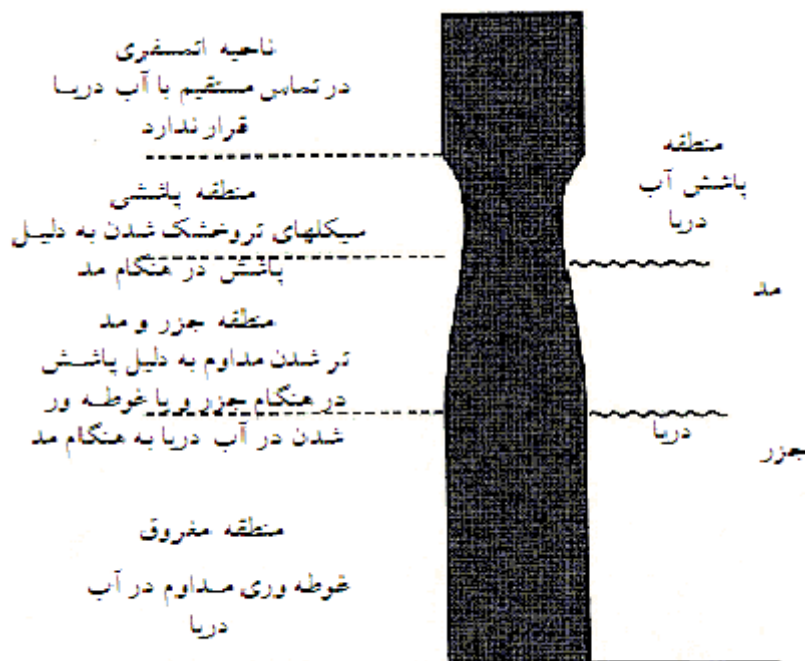 ناحیه اتمسفری
در تماس مستقیم با آب دریا
قرار ندارد
منطقه پاششی
سیکلهای تروخشک شدن به دلیل
پاشش در هنگام مد
منطقه جزر و مد
تر شدن مداوم به دلیل پاشش
در هنگام جزر و یا غوطه ور
شدن در آب دریا به هنگام مد
منطقه مغروق
غوطه وری مداوم در آب
دریا
منطقه
پاشش آب
دریا
مد
دریا
جزر